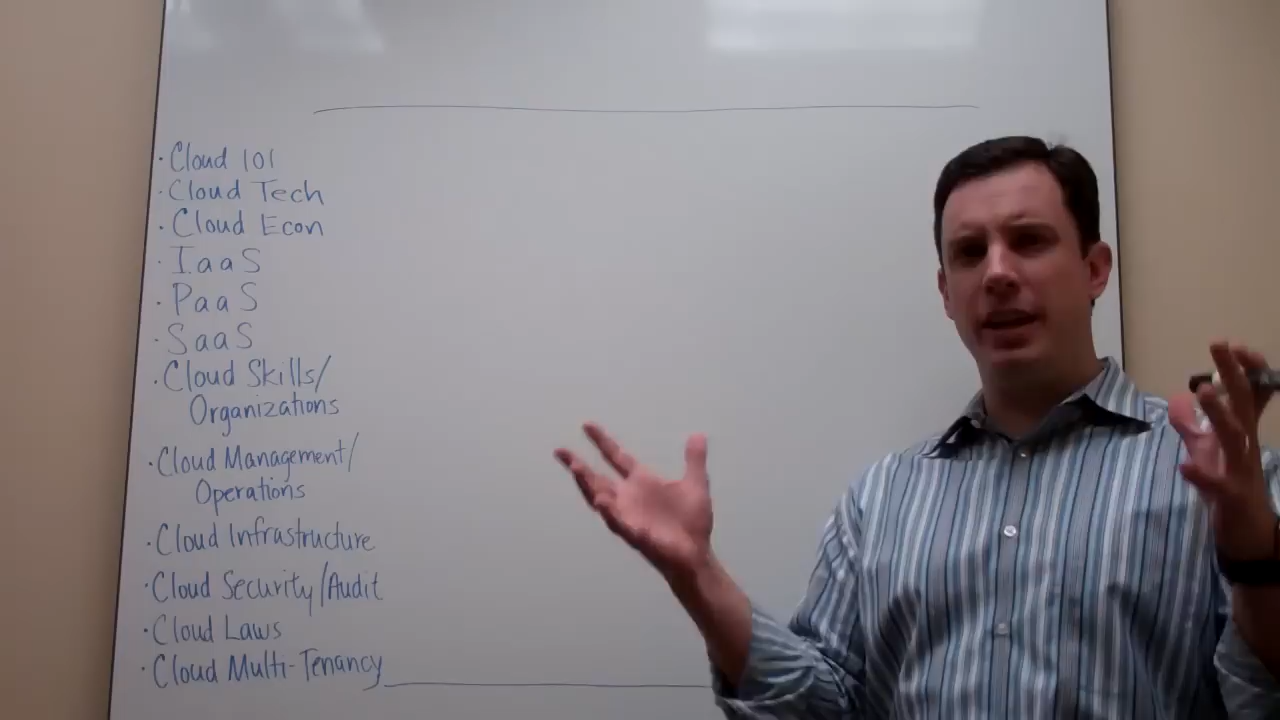 · Cloud 101
· Cloud Tech
· Cloud Econ
· IaaS
· PaaS
· SaaS
· Cloud Skills/
Organizations
· Cloud Management/
Operations
· Cloud Infrastructure
· Cloud Security/Audit
· Cloud Laws
· Cloud Multi-Tenancy